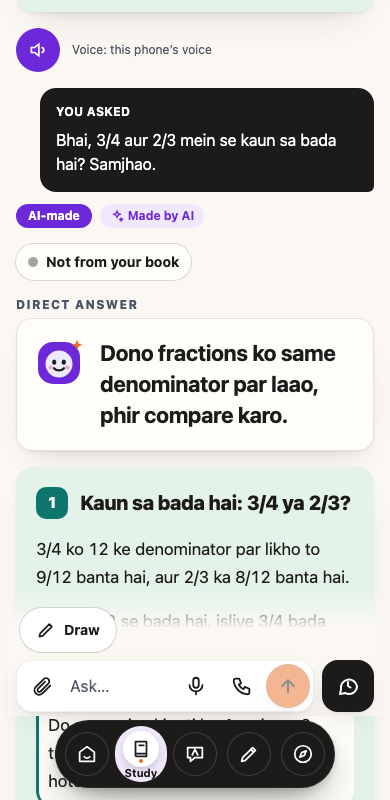 Voice: this phone's voice
YOU ASKED
Bhai, 3/4 aur 2/3 mein se kaun sa bada
hai? Samjhao.
AI-made
Made by AI
Not from your book
DIRECT ANSWER
Dono fractions ko same
denominator par laao,
phir compare karo.
1 Kaun sa bada hai: 3/4 ya 2/3?
3/4 ko 12 ke denominator par likho to
9/12 banta hai, aur 2/3 ka 8/12 banta hai.
se bada hai, isliye 3/4 bada
Draw
Ask...
Study